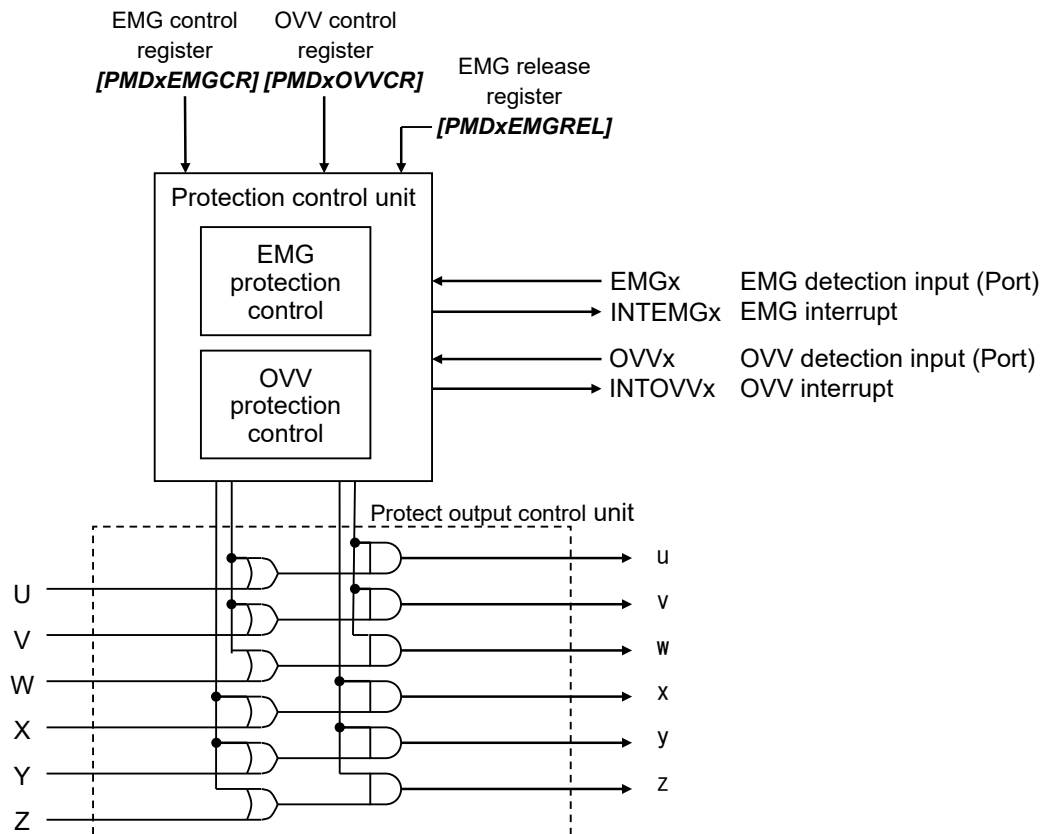 EMG control
register
[PMDxEMGCR]
OVV control
register
[PMDxOVVCR]
EMG release
register
[PMDxEMGREL]
Protection control unit
EMG
protection
control
OVV
protection
control
EMGx EMG detection input (Port)
INTEMGx EMG interrupt
OVVx OVV detection input (Port)
INTOVVx OVV interrupt
Protect output control unit
U
V
W
X
Y
Z
u
v
w
x
y
z